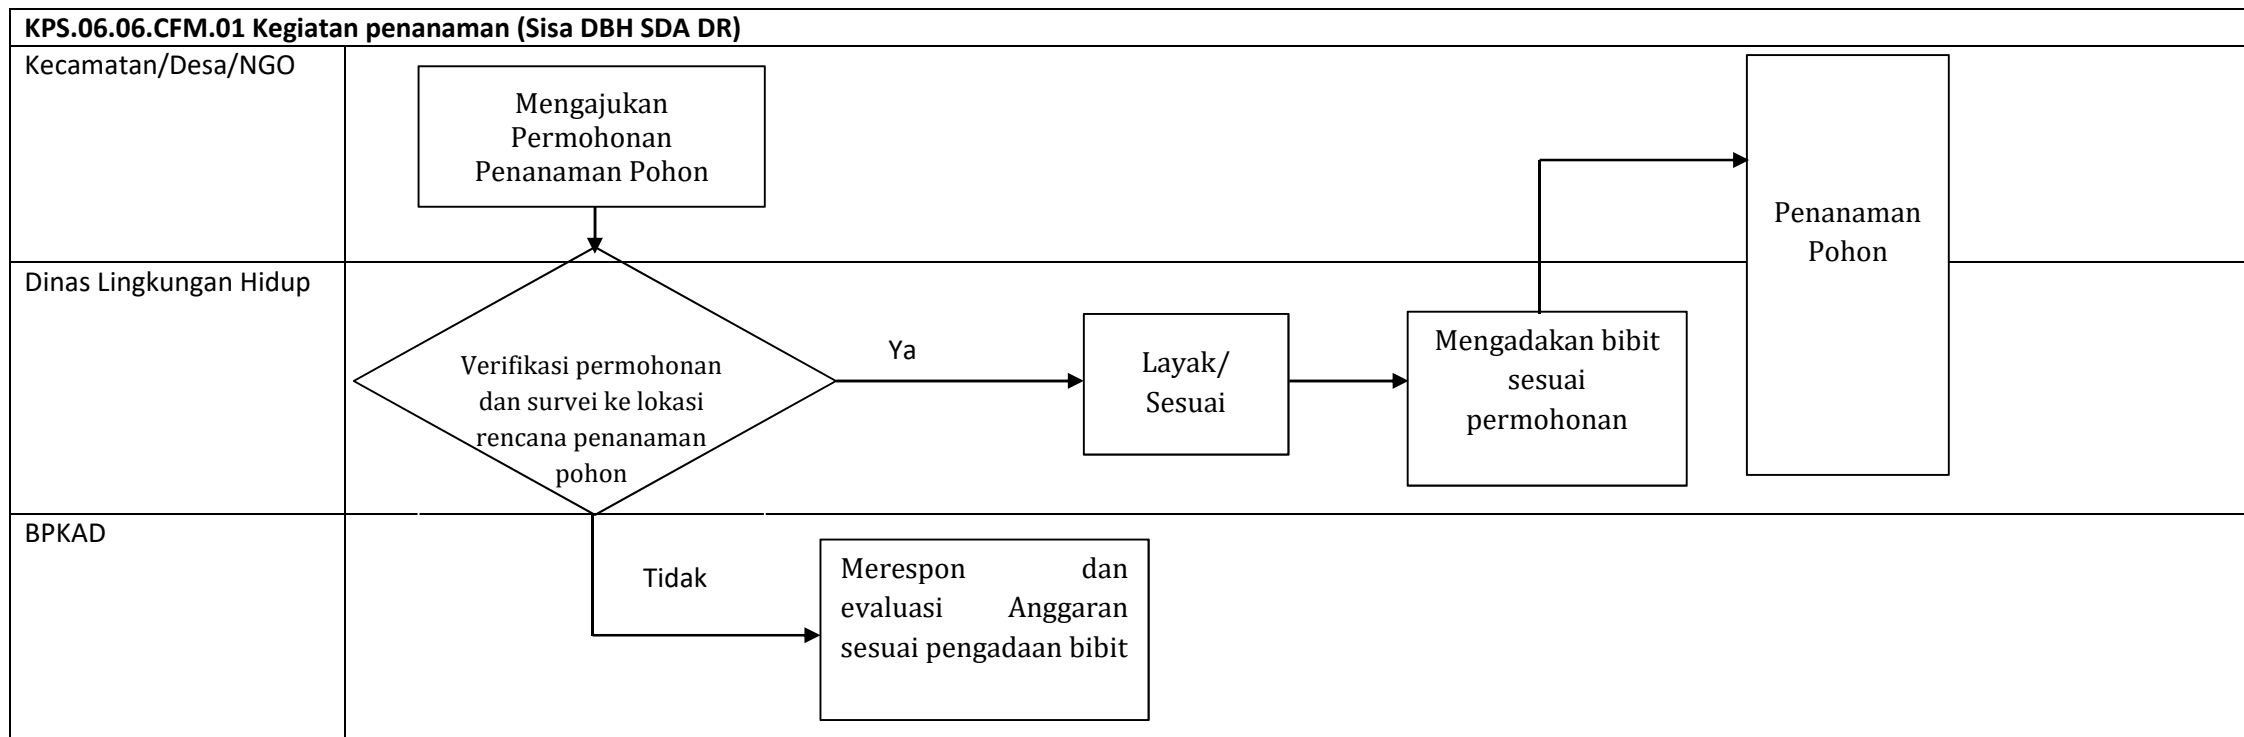 KPS.06.06.CFM.01 Kegiatan penanaman (Sisa DBH SDA DR)
Kecamatan/Desa/NGO
Mengajukan
Permohonan
Penanaman Pohon
Penanaman
Pohon
Dinas Lingkungan Hidup
Verifikasi permohonan
dan survei ke lokasi
rencana penanaman
pohon
Ya
Layak/
Sesuai
Mengadakan bibit
sesuai
permohonan
BPKAD
Tidak
Merespon dan
evaluasi Anggaran
sesuai pengadaan bibit